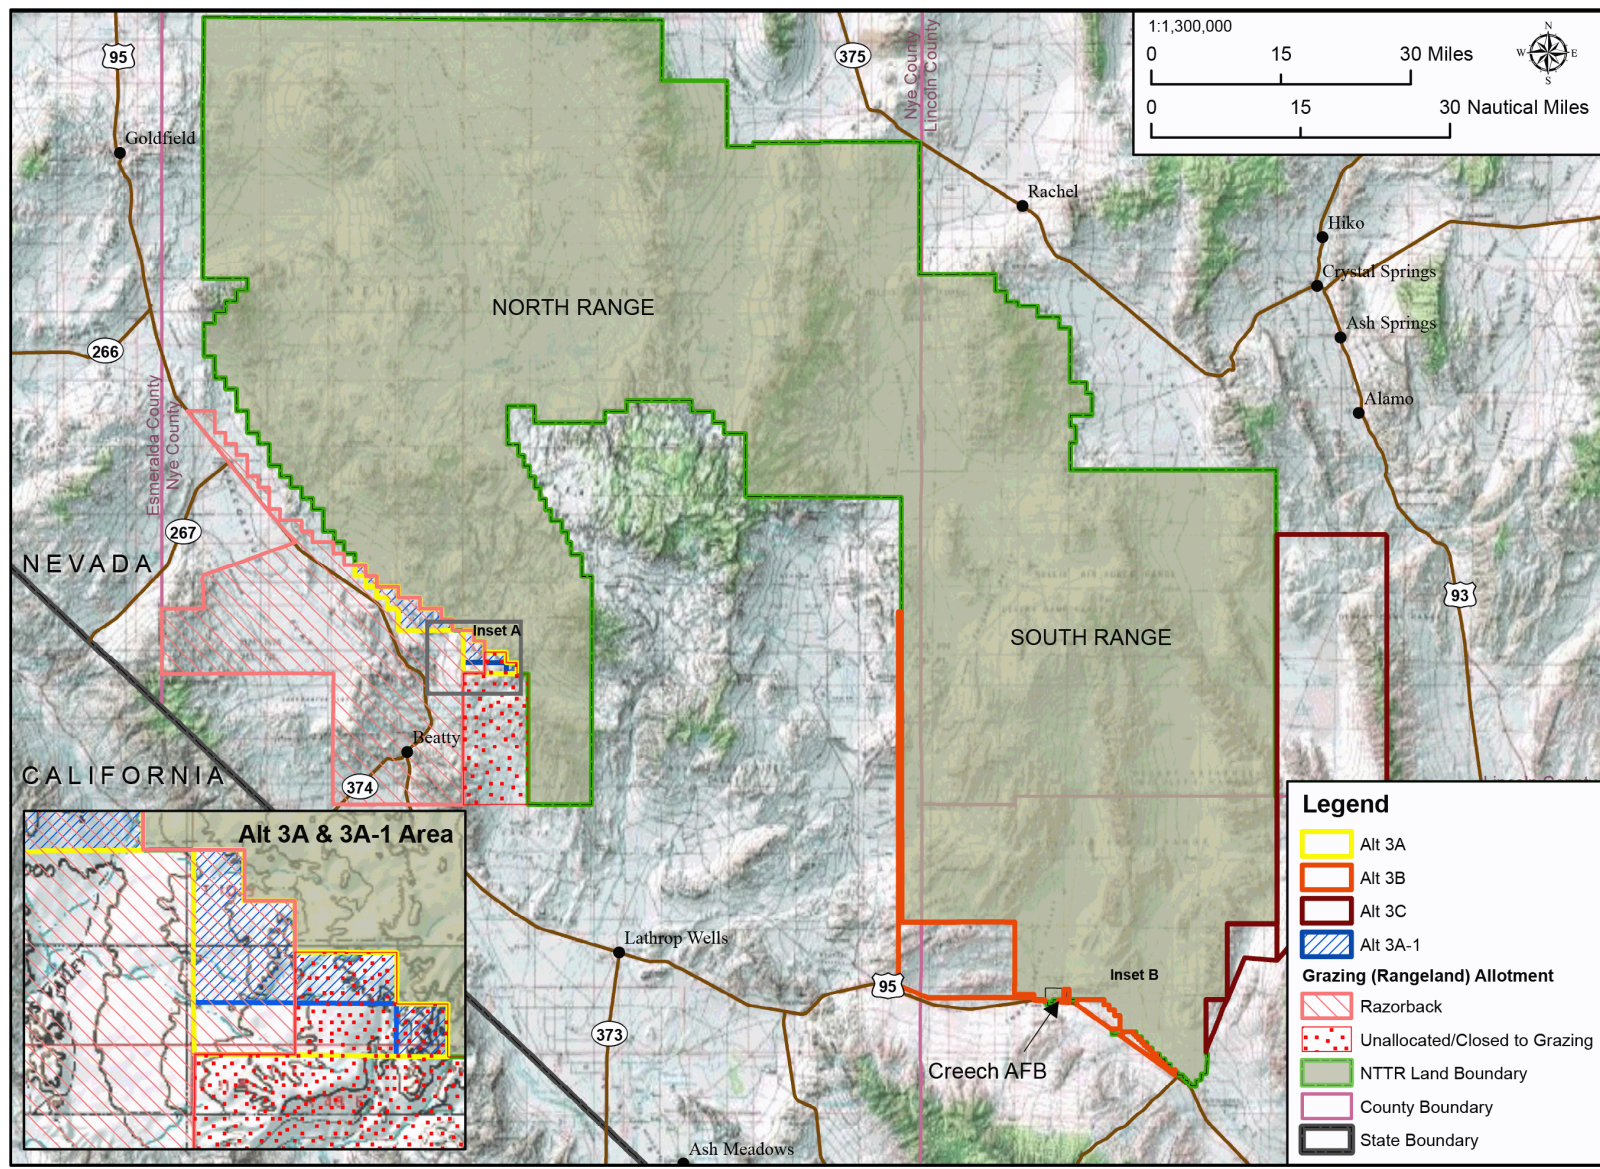 1:1,300,000
0 15 30 Miles
0 15 30 Nautical Miles
N
W E
S
95
375
Nye County
Lincoln County
Goldfield
Rachel
Hiko
Crystal Springs
Ash Springs
NORTH RANGE
266
Alamo
Esmeralda County
Nye County
267
NEVADA
93
Inset A
SOUTH RANGE
Beatty
CALIFORNIA
374
Alt 3A & 3A-1 Area
Lathrop Wells
95
Inset B
373
Creech AFB
Ash Meadows
Legend
Alt 3A
Alt 3B
Alt 3C
Alt 3A-1
Grazing (Rangeland) Allotment
Razorback
Unallocated/Closed to Grazing
NTTR Land Boundary
County Boundary
State Boundary